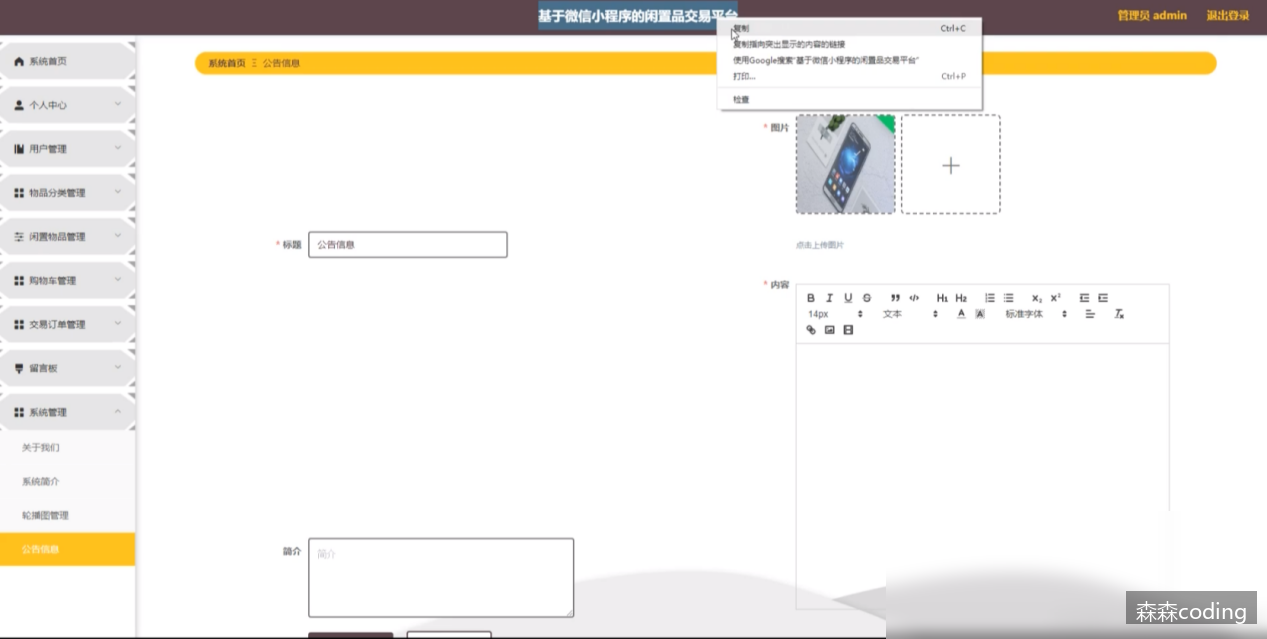 基于微信小程序的闲置品交易平台
管理员 admin
退出登录
复制 Ctrl+C
复制指向突出显示的内容的链接
使用Google搜索“基于微信小程序的闲置品交易平台”
打印... Ctrl+P
检查
系统首页
个人中心
用户管理
物品分类管理
闲置物品管理
购物车管理
交易订单管理
留言板
系统管理
关于我们
系统简介
轮播图管理
公告信息
系统首页 Ξ 公告信息
* 图片
点击上传图片
* 标题 公告信息
* 内容
B I U S ” </> H1 H2 x₂ x²
14px 文本 A A 标准字体 Tx
简介 简介
森森coding